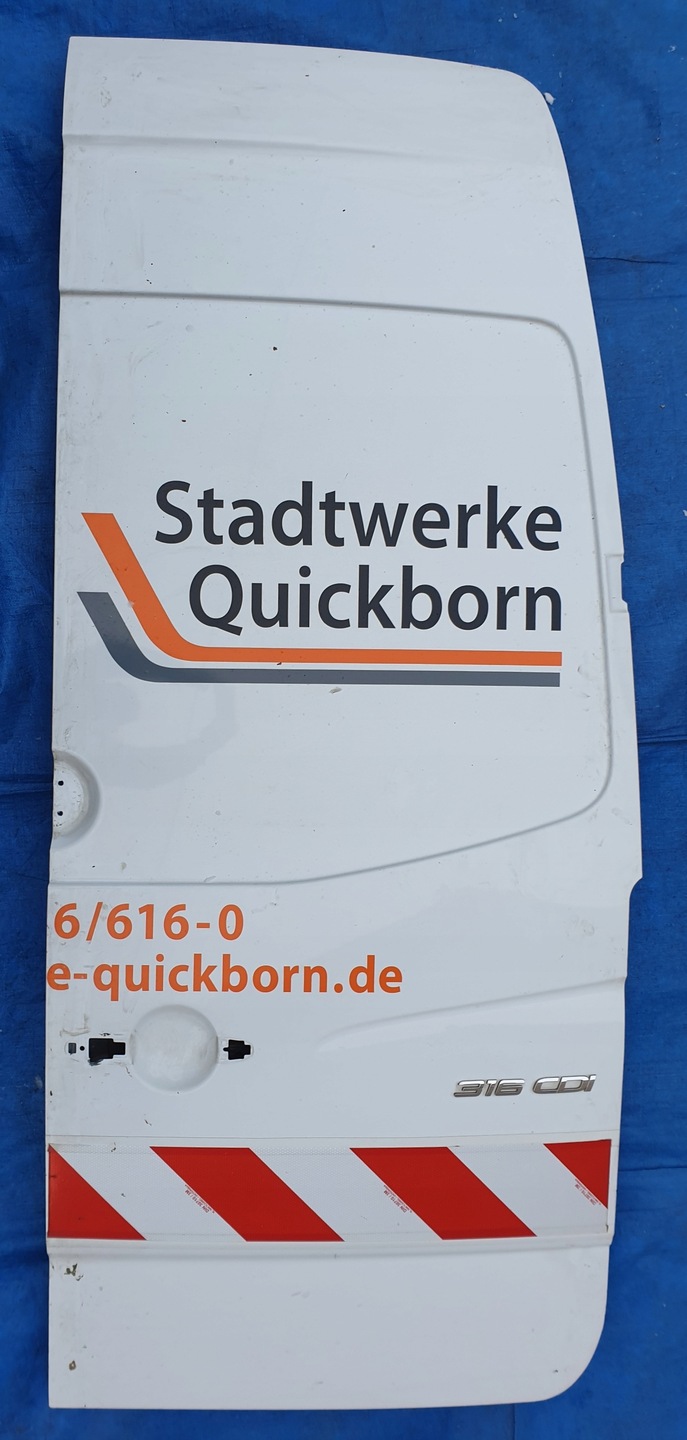 Stadtwerke
Quickborn
6/616-0
e-quickborn.de
316 CDI